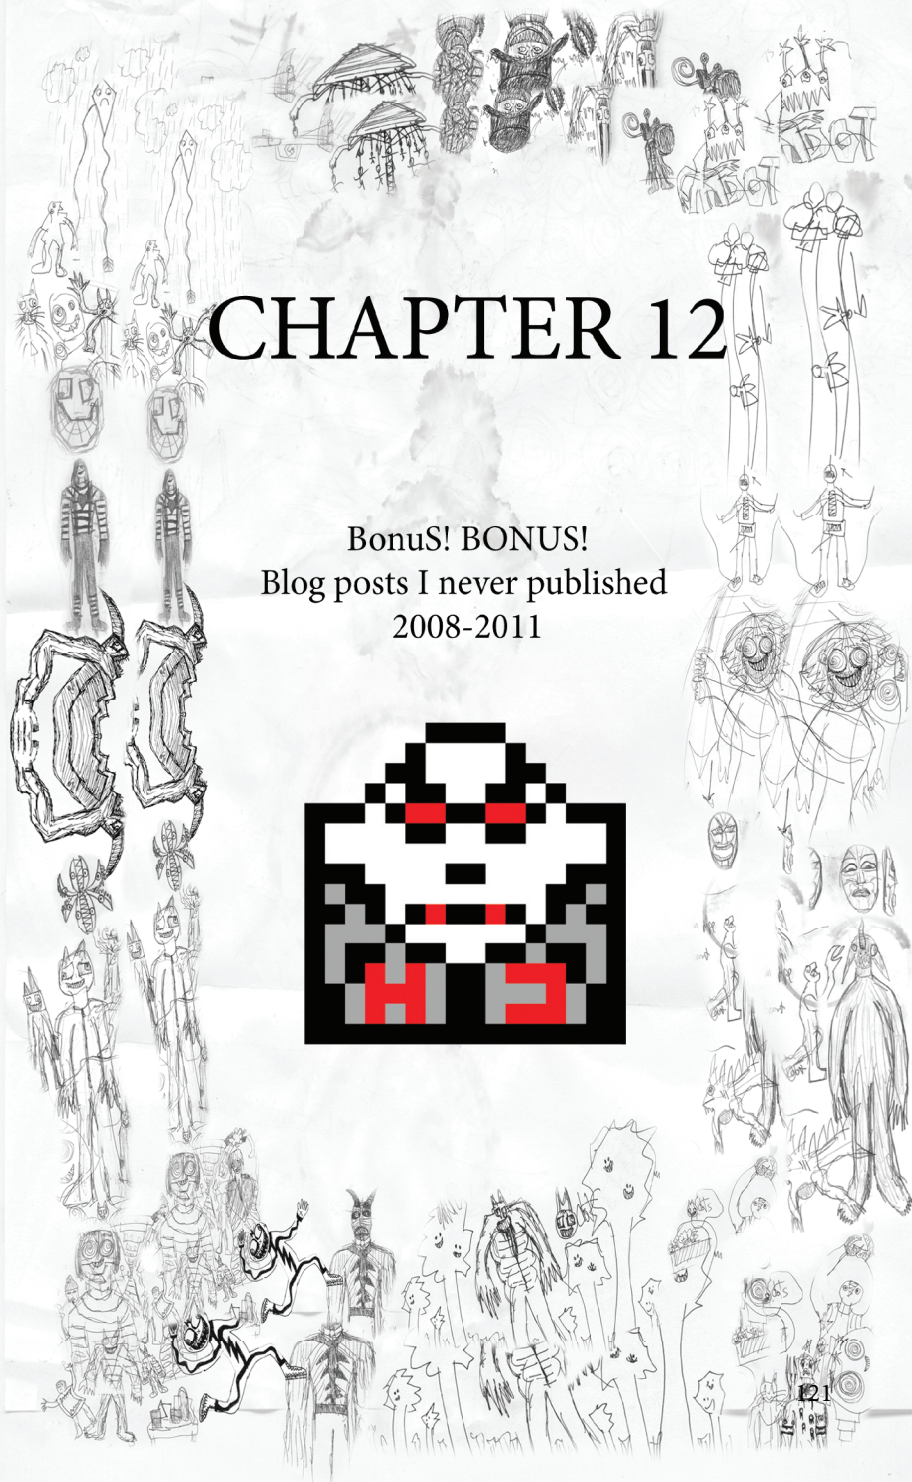 CHAPTER 12
BonuS! BONUS!
Blog posts I never published
2008-2011
121